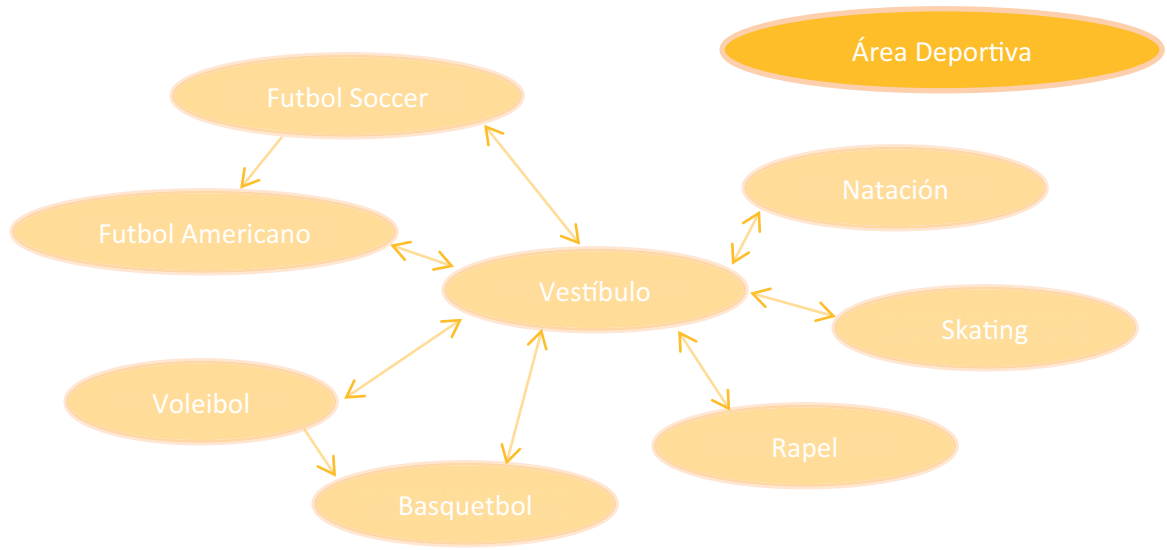 Área Deportiva
Futbol Soccer
Natación
Futbol Americano
Vestíbulo
Skating
Voleibol
Rapel
Basquetbol